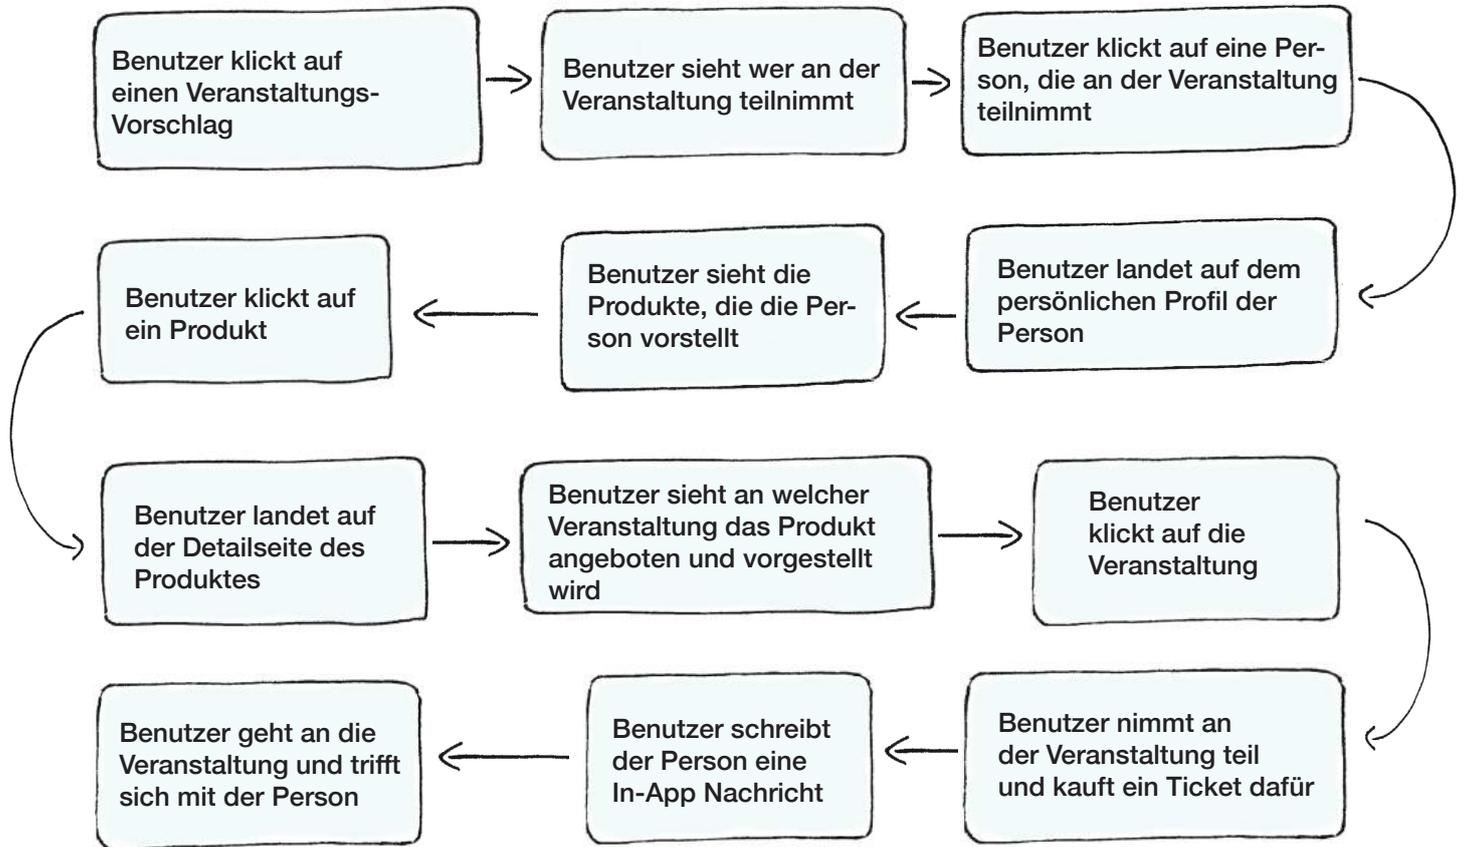 Benutzer klickt auf
einen Veranstaltungs-
Vorschlag
Benutzer sieht wer an der
Veranstaltung teilnimmt
Benutzer klickt auf eine Per-
son, die an der Veranstaltung
teilnimmt
Benutzer landet auf dem
persönlichen Profil der
Person
Benutzer sieht die
Produkte, die die Per-
son vorstellt
Benutzer klickt auf
ein Produkt
Benutzer landet auf
der Detailseite des
Produktes
Benutzer sieht an welcher
Veranstaltung das Produkt
angeboten und vorgestellt
wird
Benutzer
klickt auf die
Veranstaltung
Benutzer nimmt an
der Veranstaltung teil
und kauft ein Ticket dafür
Benutzer schreibt
der Person eine
In-App Nachricht
Benutzer geht an die
Veranstaltung und trifft
sich mit der Person